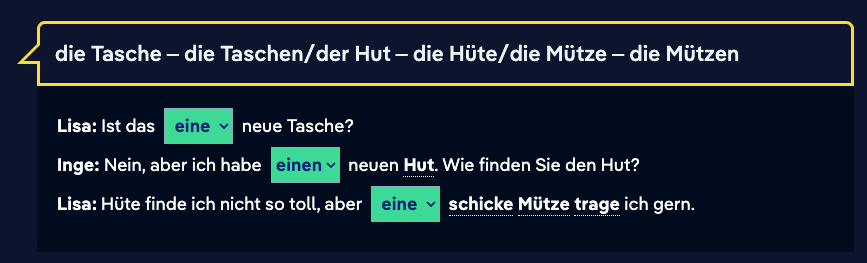 die Tasche – die Taschen/der Hut – die Hüte/die Mütze – die Mützen
Lisa: Ist das eine neue Tasche?
Inge: Nein, aber ich habe einen neuen Hut. Wie finden Sie den Hut?
Lisa: Hüte finde ich nicht so toll, aber eine schicke Mütze trage ich gern.